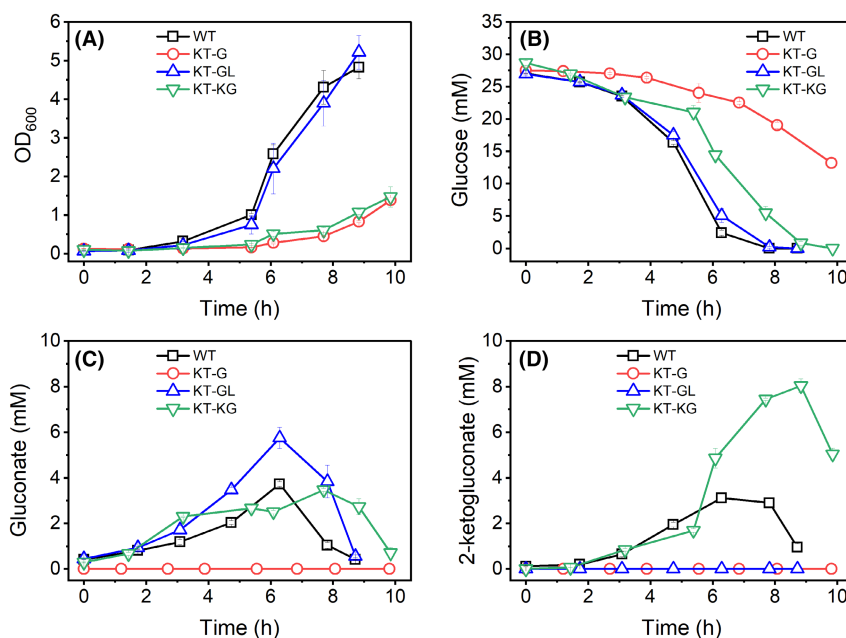 (A)
WT
KT-G
KT-GL
KT-KG
OD600
6
5
4
3
2
1
0
0 2 4 6 8 10
Time (h)
(B)
WT
KT-G
KT-GL
KT-KG
Glucose (mM)
35
30
25
20
15
10
5
0
0 2 4 6 8 10
Time (h)
(C)
WT
KT-G
KT-GL
KT-KG
Gluconate (mM)
10
8
6
4
2
0
0 2 4 6 8 10
Time (h)
(D)
WT
KT-G
KT-GL
KT-KG
2-ketogluconate (mM)
10
8
6
4
2
0
0 2 4 6 8 10
Time (h)